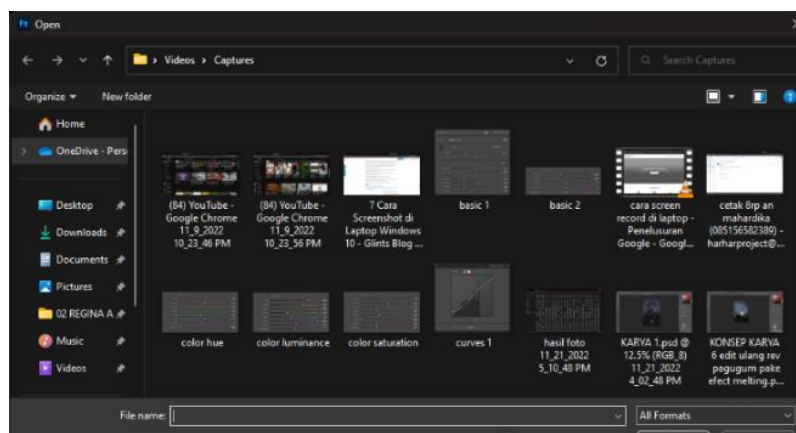 Fs Open
Videos > Captures
Search Captures
Organize
New folder
Home
OneDrive - Pers
Desktop
Downloads
Documents
Pictures
02 REGINA A
Music
Videos
(84) YouTube -
Google Chrome
11_9_2022
10_23_46 PM
(84) YouTube -
Google Chrome
11_9_2022
10_23_56 PM
7 Cara
Screenshot di
Laptop Windows
10 - Glints Blog ...
basic 1
basic 2
cara screen
record di laptop -
Penelusuran
Google - Googl...
cetak 8rp an
mahardika
(085156582389) -
harharproject@...
color hue
color luminance
color saturation
curves 1
hasil foto
11_21_2022
5_10_48 PM
KARYA 1.psd @
12.5% (RGB_8)
11_21_2022
4_02_48 PM
KONSEP KARYA
6 edit ulang rev
pagugum pake
efect melting.p...
File name:
All Formats